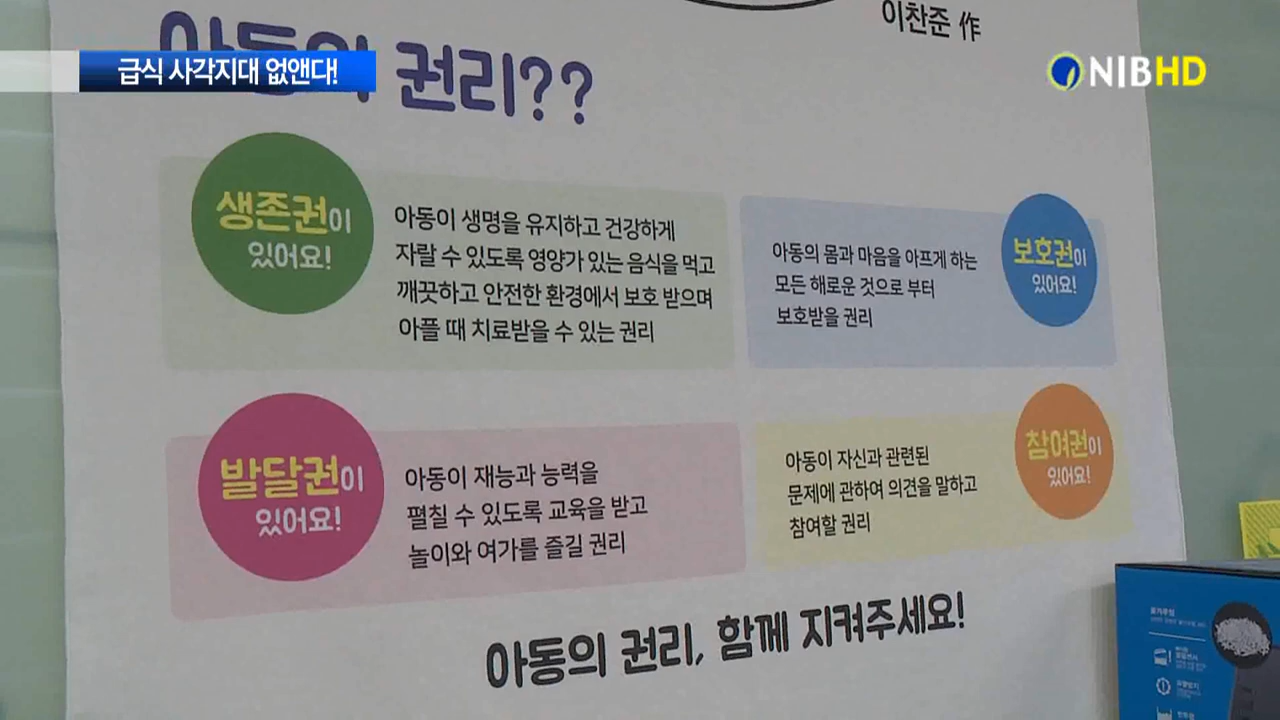 이찬준 作
아동의 권리??
급식 사각지대 없앤다!
NIBHD
생존권이
있어요!
아동이 생명을 유지하고 건강하게
자랄 수 있도록 영양가 있는 음식을 먹고
깨끗하고 안전한 환경에서 보호 받으며
아플 때 치료받을 수 있는 권리
아동의 몸과 마음을 아프게 하는
모든 해로운 것으로 부터
보호받을 권리
보호권이
있어요!
발달권이
있어요!
아동이 재능과 능력을
펼칠 수 있도록 교육을 받고
놀이와 여가를 즐길 권리
아동이 자신과 관련된
문제에 관하여 의견을 말하고
참여할 권리
참여권이
있어요!
아동의 권리, 함께 지켜주세요!